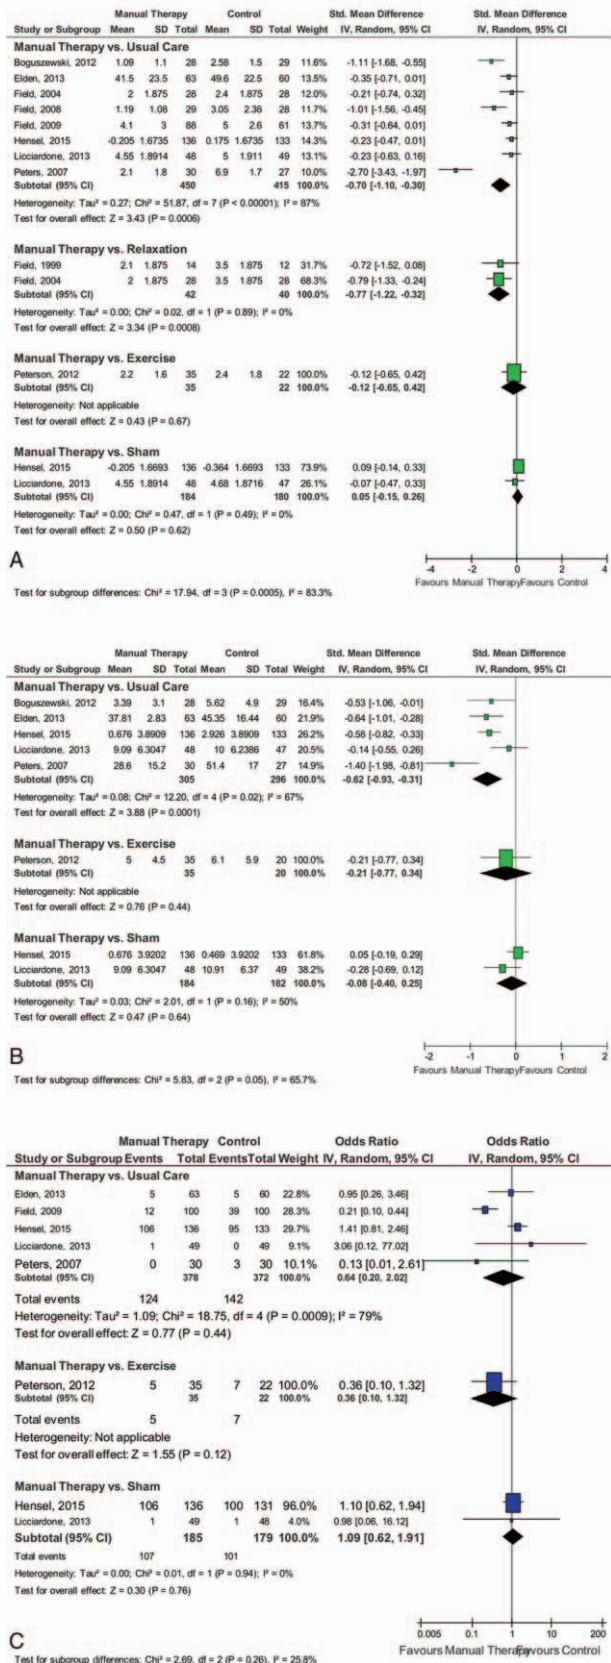 Manual Therapy Control Std. Mean Difference Std. Mean Difference
Study or Subgroup Mean SD Total Mean SD Total Weight IV, Random, 95% CI IV, Random, 95% CI
Manual Therapy vs. Usual Care
Boguszewski, 2012 1.09 1.1 28 2.58 1.5 29 11.6% -1.11 [-1.68, -0.55]
Elden, 2013 41.5 23.5 63 49.6 22.5 60 13.5% -0.35 [-0.71, 0.01]
Field, 2004 2 1.875 28 2.4 1.875 28 11.9% -0.21 [-0.74, 0.32]
Field, 2008 1.19 1.08 29 3.05 2.36 28 11.7% -1.01 [-1.56, -0.45]
Field, 2009 4.1 3 88 5 2.6 61 13.7% -0.31 [-0.64, 0.01]
Hensel, 2015 -0.205 1.6735 136 0.175 1.6735 133 14.3% -0.23 [-0.47, 0.01]
Licciardone, 2013 4.55 1.8914 48 5 1.911 49 13.1% -0.23 [-0.63, 0.16]
Peters, 2007 2.1 1.8 30 6.9 1.7 27 10.2% -2.70 [-3.43, -1.97]
Subtotal (95% CI) 450 415 100.0% -0.70 [-1.10, -0.30]
Heterogeneity: Tau² = 0.27; Chi² = 51.87, df = 7 (P < 0.00001); I² = 87%
Test for overall effect: Z = 3.43 (P = 0.0006)
Manual Therapy vs. Relaxation
Field, 1999 2.1 1.875 14 3.5 1.875 12 31.7% -0.72 [-1.52, 0.08]
Field, 2004 2 1.875 28 3.5 1.875 28 68.3% -0.79 [-1.33, -0.24]
Subtotal (95% CI) 42 40 100.0% -0.77 [-1.22, -0.32]
Heterogeneity: Tau² = 0.00; Chi² = 0.02, df = 1 (P = 0.89); I² = 0%
Test for overall effect: Z = 3.34 (P = 0.0008)
Manual Therapy vs. Exercise
Peterson, 2012 2.2 1.6 35 2.4 1.8 22 100.0% -0.12 [-0.65, 0.42]
Subtotal (95% CI) 35 22 100.0% -0.12 [-0.65, 0.42]
Heterogeneity: Not applicable
Test for overall effect: Z = 0.43 (P = 0.67)
Manual Therapy vs. Sham
Hensel, 2015 -0.205 1.6693 136 -0.364 1.6693 133 73.9% 0.09 [-0.14, 0.33]
Licciardone, 2013 4.55 1.8914 48 4.68 1.8716 47 26.1% -0.07 [-0.47, 0.33]
Subtotal (95% CI) 184 180 100.0% 0.05 [-0.15, 0.26]
Heterogeneity: Tau² = 0.00; Chi² = 0.47, df = 1 (P = 0.49); I² = 0%
Test for overall effect: Z = 0.50 (P = 0.62)
-4 -2 0 2 4
Favours Manual Therapy Favours Control
A
Test for subgroup differences: Chi² = 17.94, df = 3 (P = 0.0005), I² = 83.3%
Manual Therapy Control Std. Mean Difference Std. Mean Difference
Study or Subgroup Mean SD Total Mean SD Total Weight IV, Random, 95% CI IV, Random, 95% CI
Manual Therapy vs. Usual Care
Boguszewski, 2012 3.39 3.1 28 5.62 4.9 29 16.4% -0.53 [-1.06, -0.01]
Elden, 2013 37.81 2.83 63 45.35 16.44 60 21.9% -0.64 [-1.01, -0.28]
Hensel, 2015 0.676 3.8909 136 2.926 3.8909 133 26.2% -0.58 [-0.82, -0.33]
Licciardone, 2013 9.09 6.3047 48 10 6.2386 47 20.5% -0.14 [-0.55, 0.26]
Peters, 2007 28.6 15.2 30 51.4 17 27 14.9% -1.40 [-1.98, -0.81]
Subtotal (95% CI) 305 296 100.0% -0.62 [-0.93, -0.31]
Heterogeneity: Tau² = 0.08; Chi² = 12.20, df = 4 (P = 0.02); I² = 67%
Test for overall effect: Z = 3.88 (P = 0.0001)
Manual Therapy vs. Exercise
Peterson, 2012 5 4.5 35 6.1 5.9 20 100.0% -0.21 [-0.77, 0.34]
Subtotal (95% CI) 35 20 100.0% -0.21 [-0.77, 0.34]
Heterogeneity: Not applicable
Test for overall effect: Z = 0.76 (P = 0.44)
Manual Therapy vs. Sham
Hensel, 2015 0.676 3.9202 136 0.469 3.9202 133 61.8% 0.05 [-0.19, 0.29]
Licciardone, 2013 9.09 6.3047 48 10.91 6.37 49 38.2% -0.28 [-0.69, 0.12]
Subtotal (95% CI) 184 182 100.0% -0.08 [-0.40, 0.25]
Heterogeneity: Tau² = 0.03; Chi² = 2.01, df = 1 (P = 0.16); I² = 50%
Test for overall effect: Z = 0.47 (P = 0.64)
-2 -1 0 1 2
Favours Manual Therapy Favours Control
B
Test for subgroup differences: Chi² = 5.83, df = 2 (P = 0.05), I² = 65.7%
Manual Therapy Control Odds Ratio Odds Ratio
Study or Subgroup Events Total Events Total Weight IV, Random, 95% CI IV, Random, 95% CI
Manual Therapy vs. Usual Care
Elden, 2013 5 63 5 60 22.8% 0.95 [0.26, 3.46]
Field, 2009 12 100 39 100 28.3% 0.21 [0.10, 0.44]
Hensel, 2015 106 136 95 133 29.7% 1.41 [0.81, 2.46]
Licciardone, 2013 1 49 0 49 9.1% 3.06 [0.12, 77.02]
Peters, 2007 0 30 3 30 10.1% 0.13 [0.01, 2.61]
Subtotal (95% CI) 378 372 100.0% 0.64 [0.20, 2.02]
Total events 124 142
Heterogeneity: Tau² = 1.09; Chi² = 18.75, df = 4 (P = 0.0009); I² = 79%
Test for overall effect: Z = 0.77 (P = 0.44)
Manual Therapy vs. Exercise
Peterson, 2012 5 35 7 22 100.0% 0.36 [0.10, 1.32]
Subtotal (95% CI) 35 22 100.0% 0.36 [0.10, 1.32]
Total events 5 7
Heterogeneity: Not applicable
Test for overall effect: Z = 1.55 (P = 0.12)
Manual Therapy vs. Sham
Hensel, 2015 106 136 100 131 96.0% 1.10 [0.62, 1.94]
Licciardone, 2013 1 49 1 48 4.0% 0.98 [0.06, 16.12]
Subtotal (95% CI) 185 179 100.0% 1.09 [0.62, 1.91]
Total events 107 101
Heterogeneity: Tau² = 0.00; Chi² = 0.01, df = 1 (P = 0.94); I² = 0%
Test for overall effect: Z = 0.30 (P = 0.76)
0.005 0.1 1 10 200
Favours Manual Therapy Favours Control
C
Test for subgroup differences: Chi² = 2.69, df = 2 (P = 0.26), I² = 25.8%